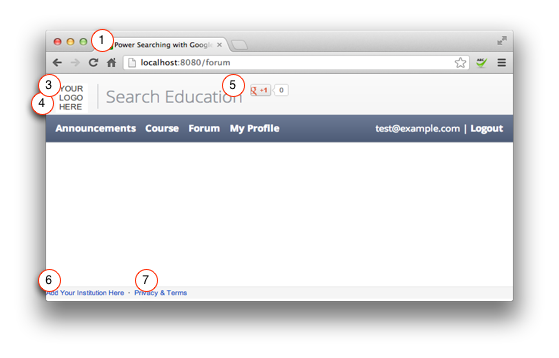 1
Power Searching with Google
localhost:8080/forum
3
YOUR
LOGO
HERE
4
Search Education
5
+1
0
Announcements Course Forum My Profile
test@example.com | Logout
6
7
Add Your Institution Here - Privacy & Terms